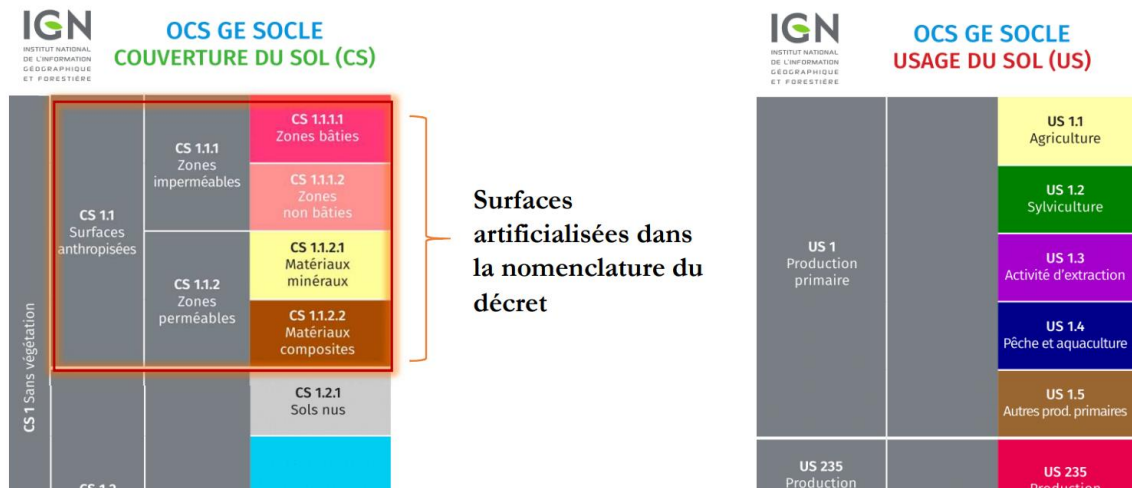 IGN
INSTITUT NATIONAL
DE L'INFORMATION
GÉOGRAPHIQUE
ET FORESTIÈRE
OCS GE SOCLE
COUVERTURE DU SOL (CS)
CS 1 Sans végétation
CS 1.1
Surfaces
anthropisées
CS 1.1.1
Zones
imperméables
CS 1.1.1.1
Zones bâties
CS 1.1.1.2
Zones
non bâties
CS 1.1.2
Zones
perméables
CS 1.1.2.1
Matériaux
minéraux
CS 1.1.2.2
Matériaux
composites
CS 1.2.1
Sols nus
CS 1.2
Surfaces
artificialisées dans
la nomenclature du
décret
IGN
INSTITUT NATIONAL
DE L'INFORMATION
GÉOGRAPHIQUE
ET FORESTIÈRE
OCS GE SOCLE
USAGE DU SOL (US)
US 1
Production
primaire
US 1.1
Agriculture
US 1.2
Sylviculture
US 1.3
Activité d'extraction
US 1.4
Pêche et aquaculture
US 1.5
Autres prod. primaires
US 235
Production
US 235
Production